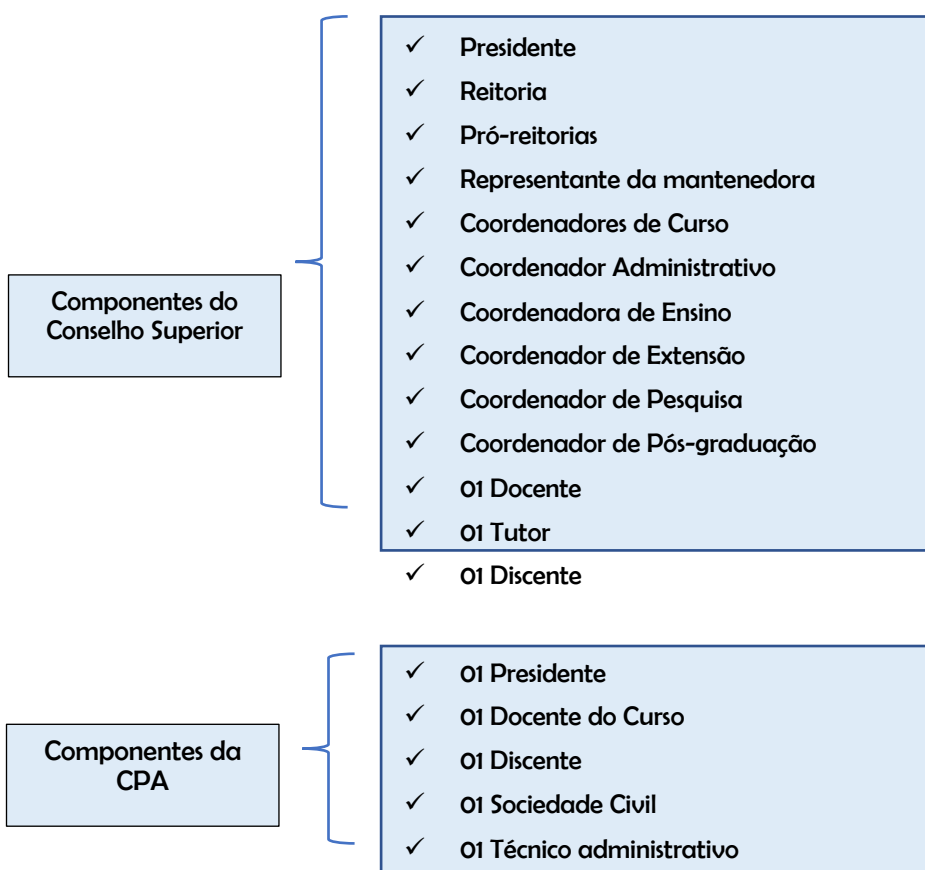 Componentes do
Conselho Superior
✓ Presidente
✓ Reitoria
✓ Pró-reitorias
✓ Representante da mantenedora
✓ Coordenadores de Curso
✓ Coordenador Administrativo
✓ Coordenadora de Ensino
✓ Coordenador de Extensão
✓ Coordenador de Pesquisa
✓ Coordenador de Pós-graduação
✓ 01 Docente
✓ 01 Tutor
✓ 01 Discente
Componentes da
CPA
✓ 01 Presidente
✓ 01 Docente do Curso
✓ 01 Discente
✓ 01 Sociedade Civil
✓ 01 Técnico administrativo